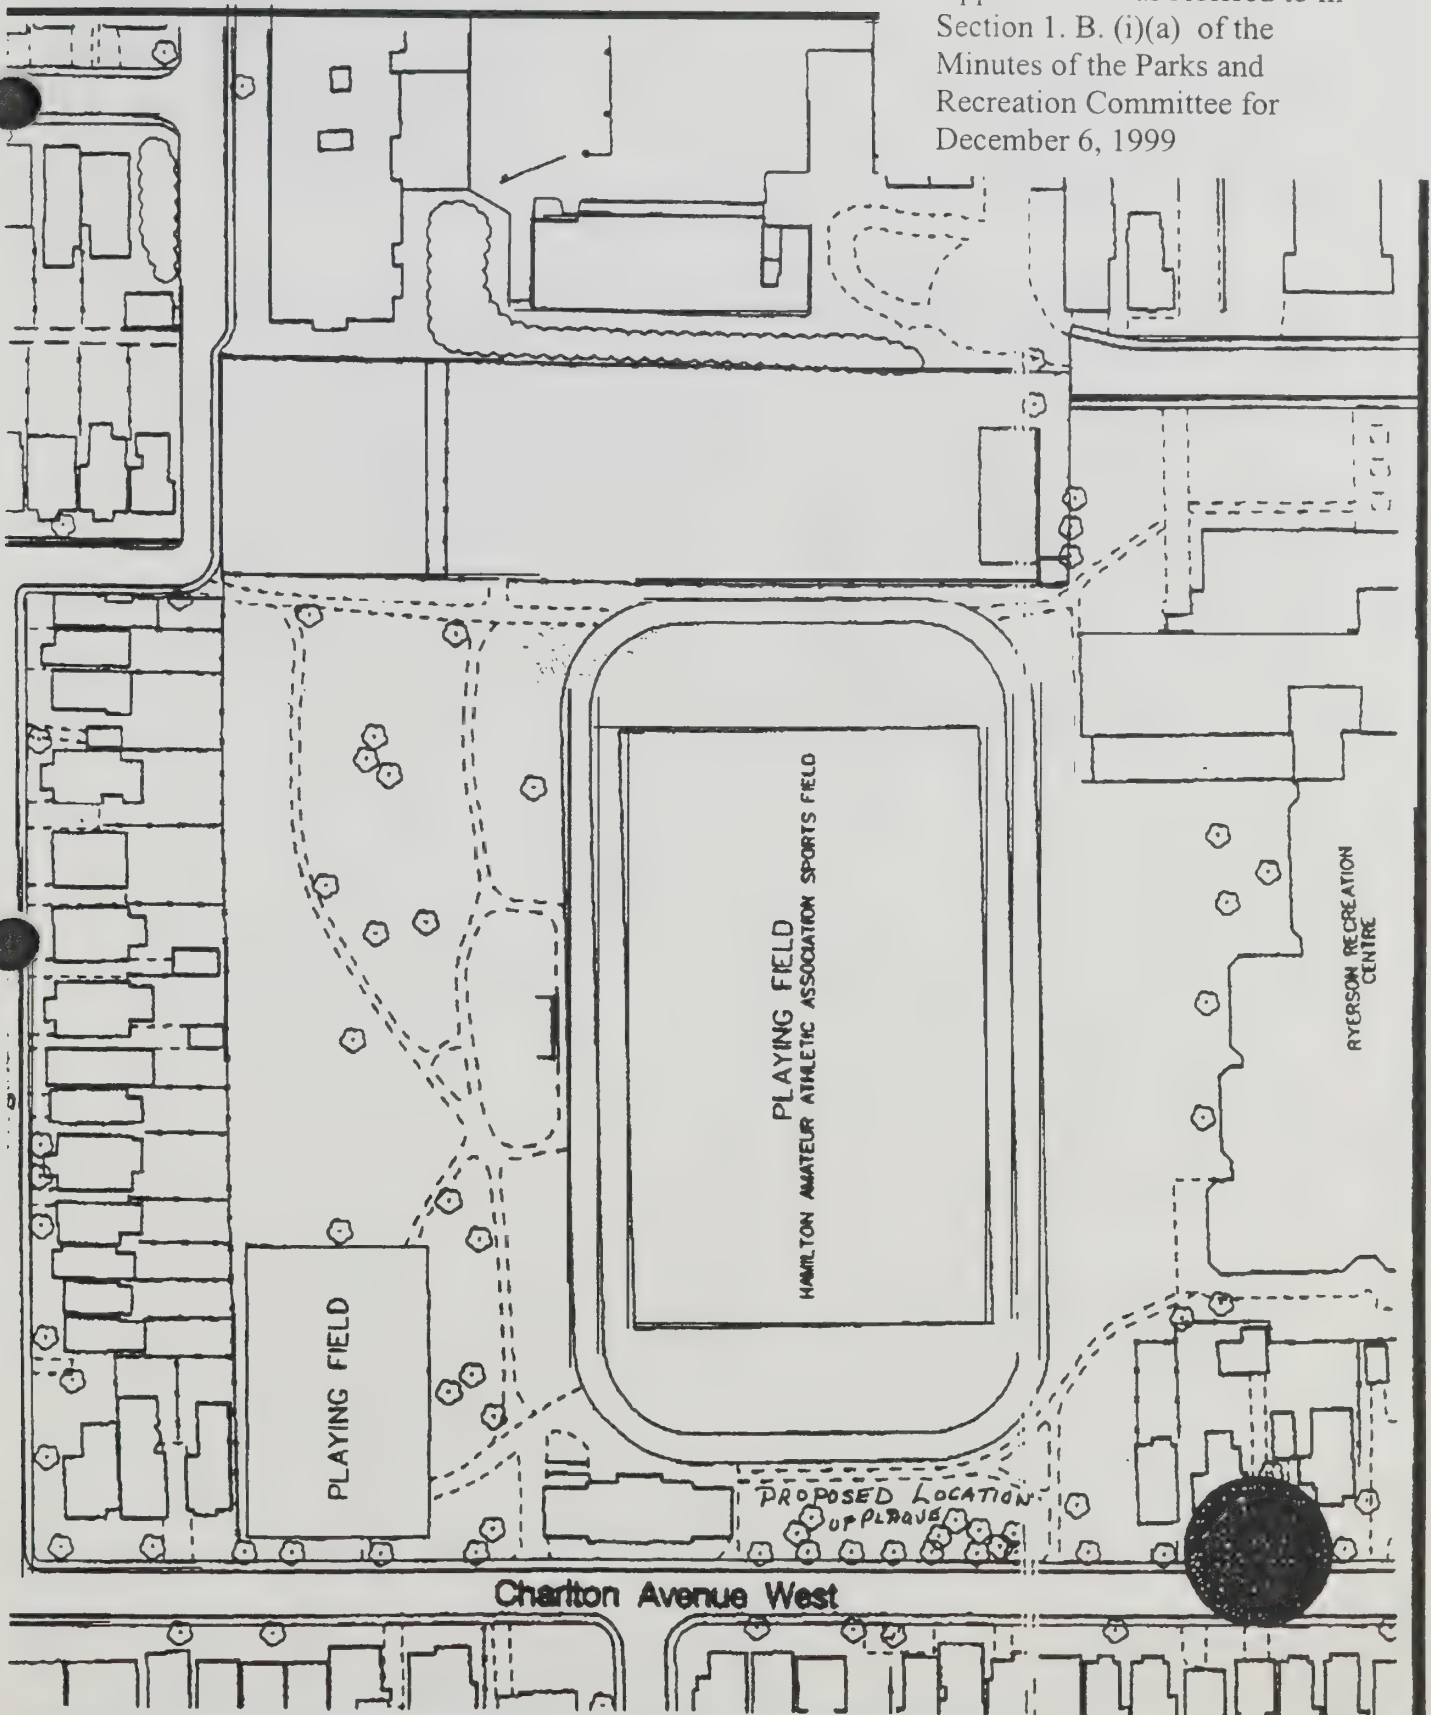 Section 1. B. (i)(a) of the
Minutes of the Parks and
Recreation Committee for
December 6, 1999
PLAYING FIELD
HAMILTON AMATEUR ATHLETIC ASSOCIATION SPORTS FIELD
RYERSON RECREATION
CENTRE
PLAYING FIELD
PROPOSED LOCATION
OF PLAQUE
Charlton Avenue West